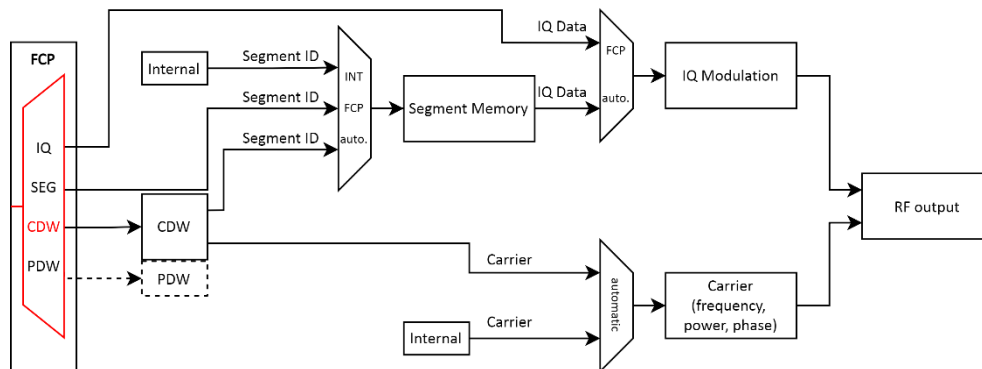 FCP
IQ
SEG
CDW
PDW
Internal
Segment ID
Segment ID
Segment ID
CDW
PDW
INT
FCP
auto.
Segment Memory
IQ Data
IQ Data
FCP
auto.
IQ Modulation
RF output
Carrier
Internal
Carrier
automatic
Carrier
(frequency,
power, phase)